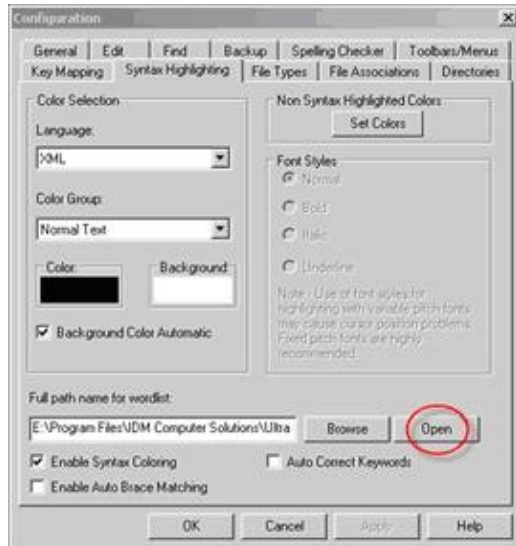 Configuration
General Edit Find Backup Spelling Checker Toolbars/Menus
Key Mapping Syntax Highlighting File Types File Associations Directories
Color Selection
Language:
XML
Color Group:
Normal Text
Color:
Background
Background Color Automatic
Non Syntax Highlighted Colors
Set Colors
Font Styles
Normal
Bold
Italic
Underline
Note - Use of font styles for
highlighting with variable pitch fonts
may cause cursor position problems.
Fixed pitch fonts are highly
recommended.
Full path name for wordlist:
E:\Program Files\IDM Computer Solutions\Ultra Browse Open
Enable Syntax Coloring Auto Correct Keywords
Enable Auto Brace Matching
OK Cancel Apply Help